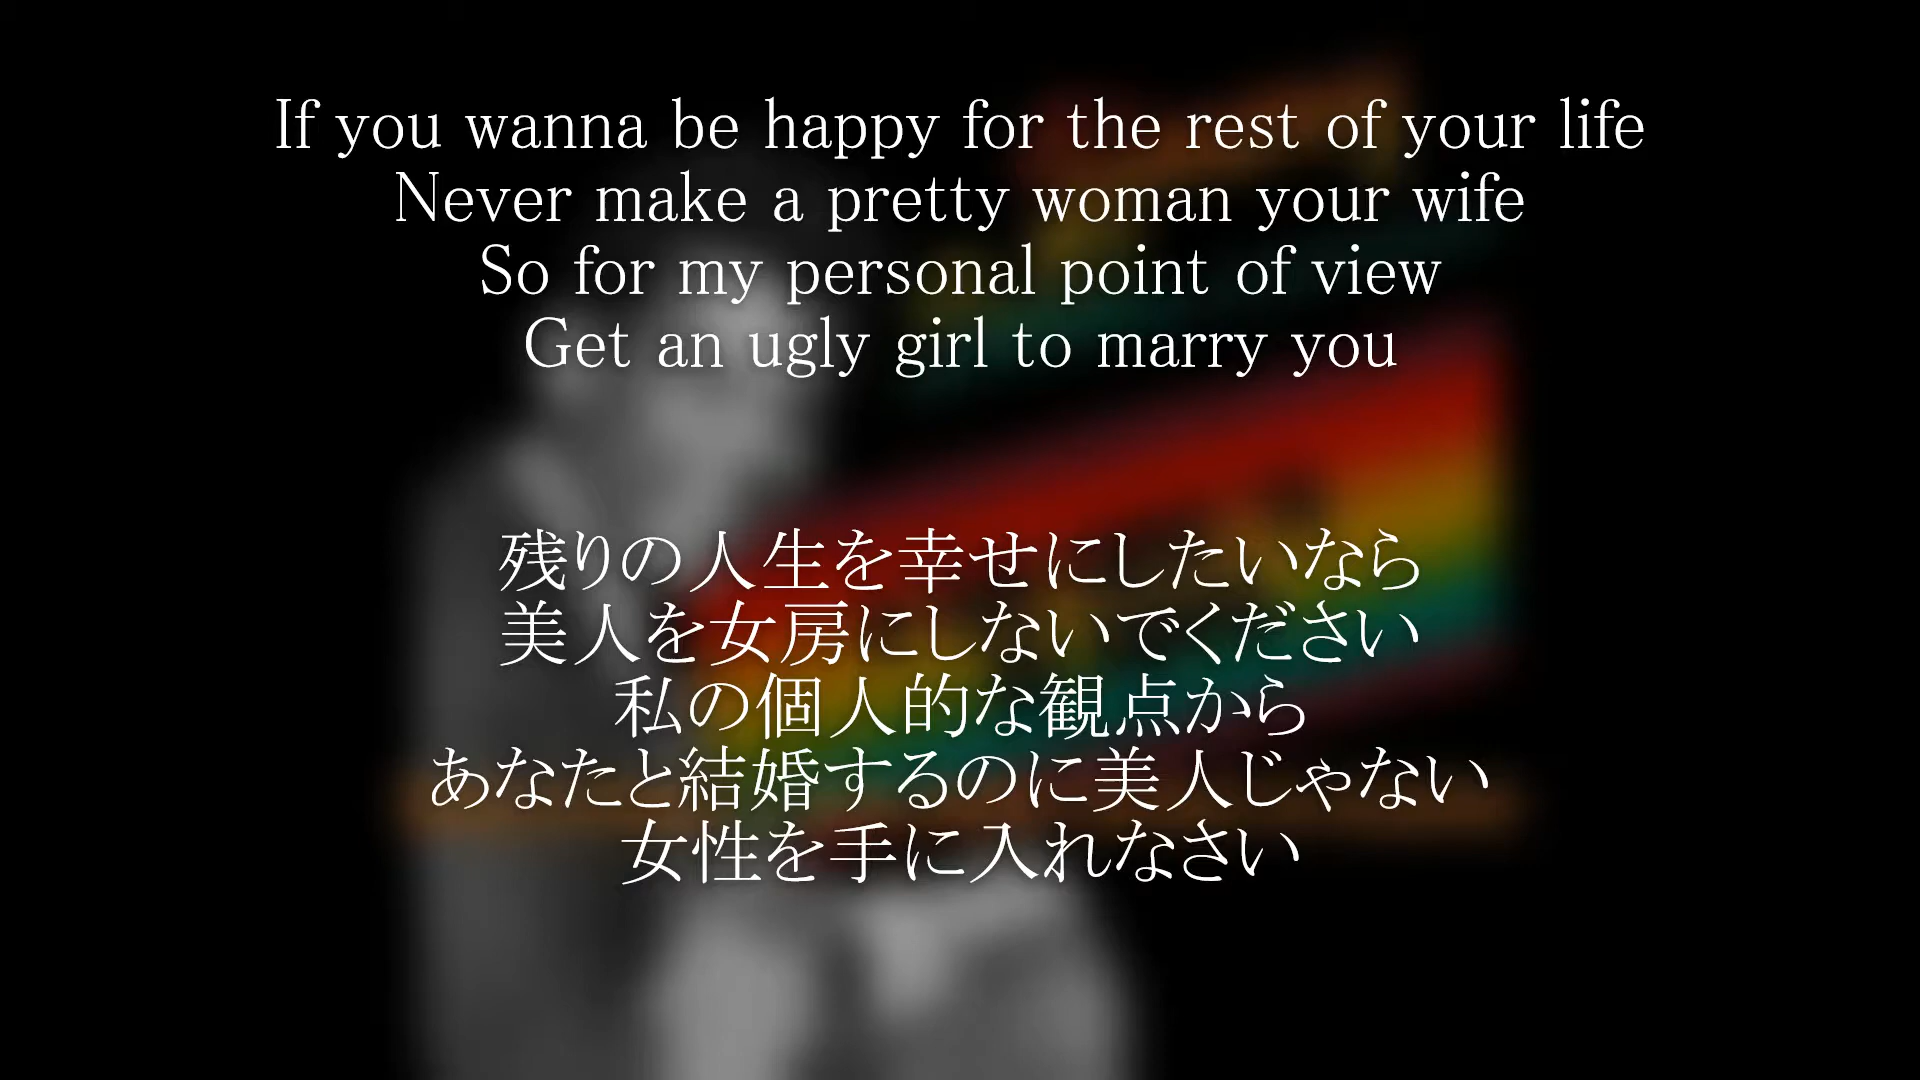 If you wanna be happy for the rest of your life
Never make a pretty woman your wife
So for my personal point of view
Get an ugly girl to marry you
残りの人生を幸せにしたいなら
美人を女房にしないでください
私の個人的な観点から
あなたと結婚するのに美人じゃない
女性を手に入れなさい